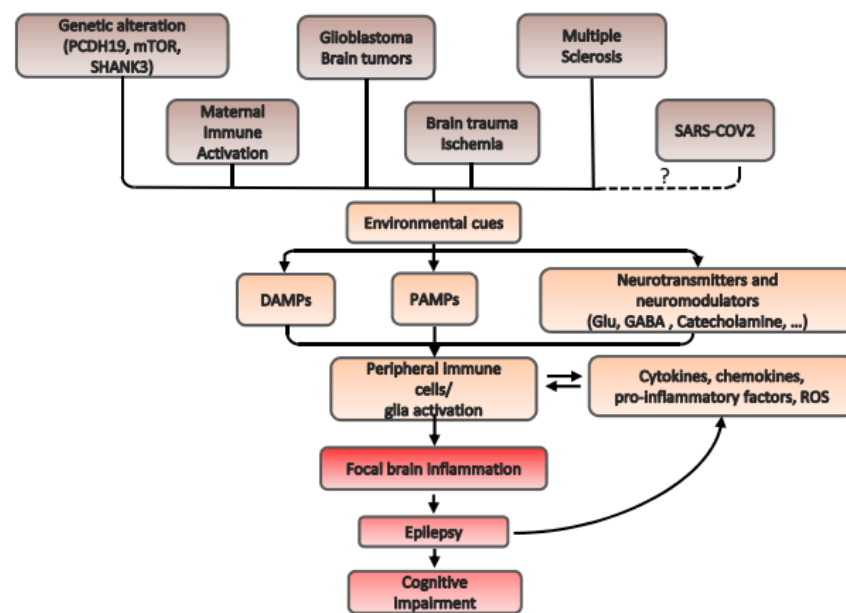 Genetic alteration
(PCDH19, mTOR,
SHANK3)
Glioblastoma
Brain tumors
Multiple
Sclerosis
Maternal
Immune
Activation
Brain trauma
Ischemia
SARS-COV2
?
Environmental cues
DAMPs
PAMPs
Neurotransmitters and
neuromodulators
(Glu, GABA , Catecholamine, ...)
Peripheral immune
cells/
glia activation
Cytokines, chemokines,
pro-inflammatory factors, ROS
Focal brain inflammation
Epilepsy
Cognitive
impairment